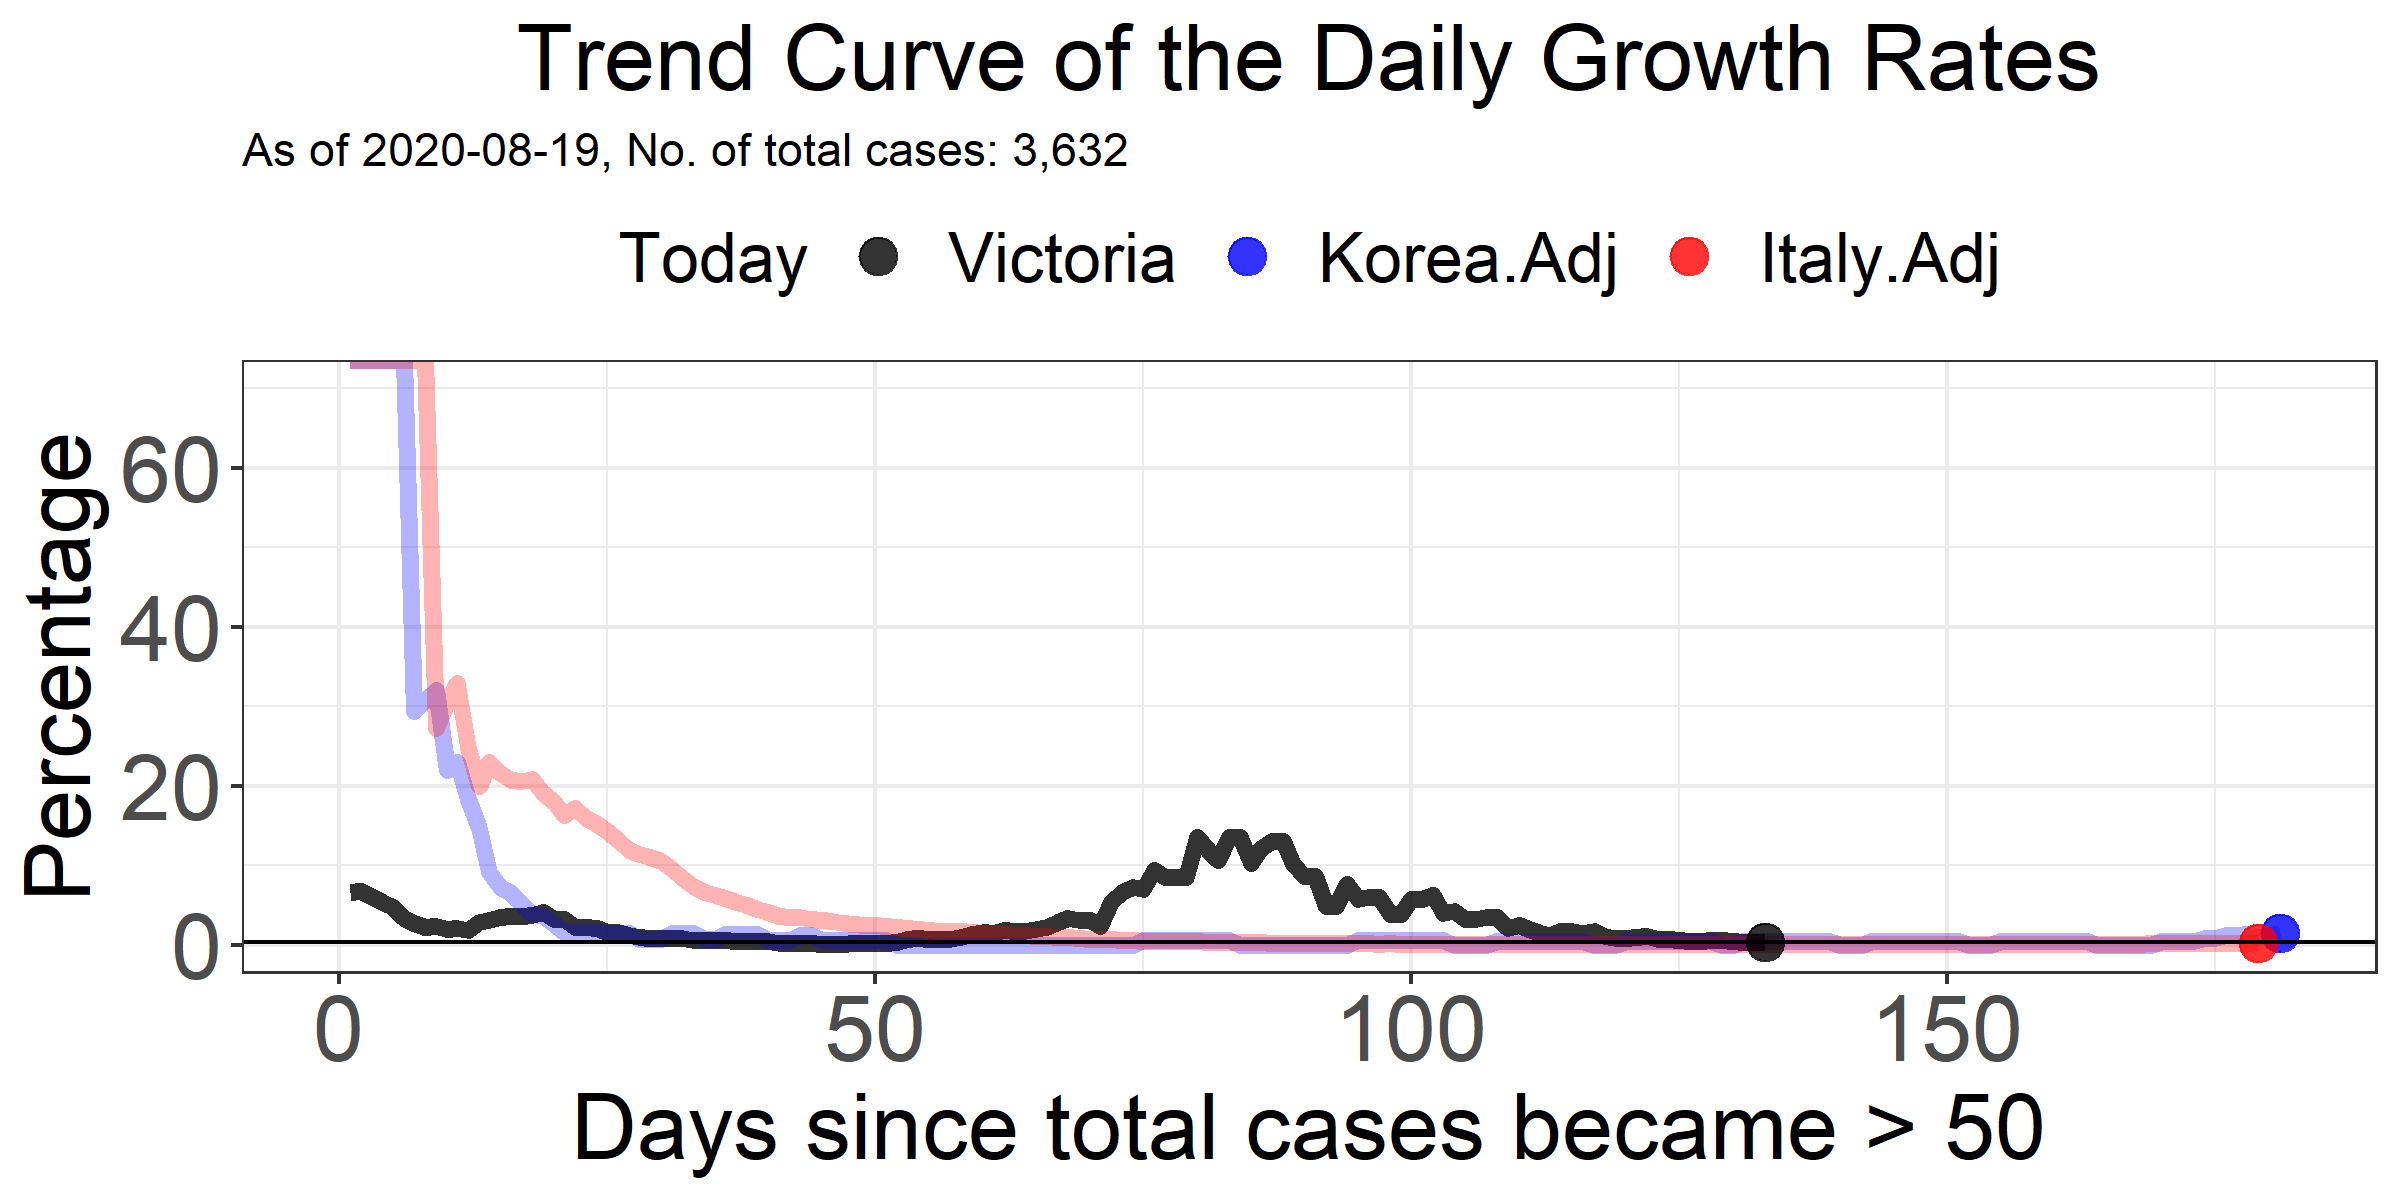 Trend Curve of the Daily Growth Rates
As of 2020-08-19, No. of total cases: 3,632
Today Victoria Korea.Adj Italy.Adj
Percentage
60
40
20
0
0 50 100 150
Days since total cases became > 50